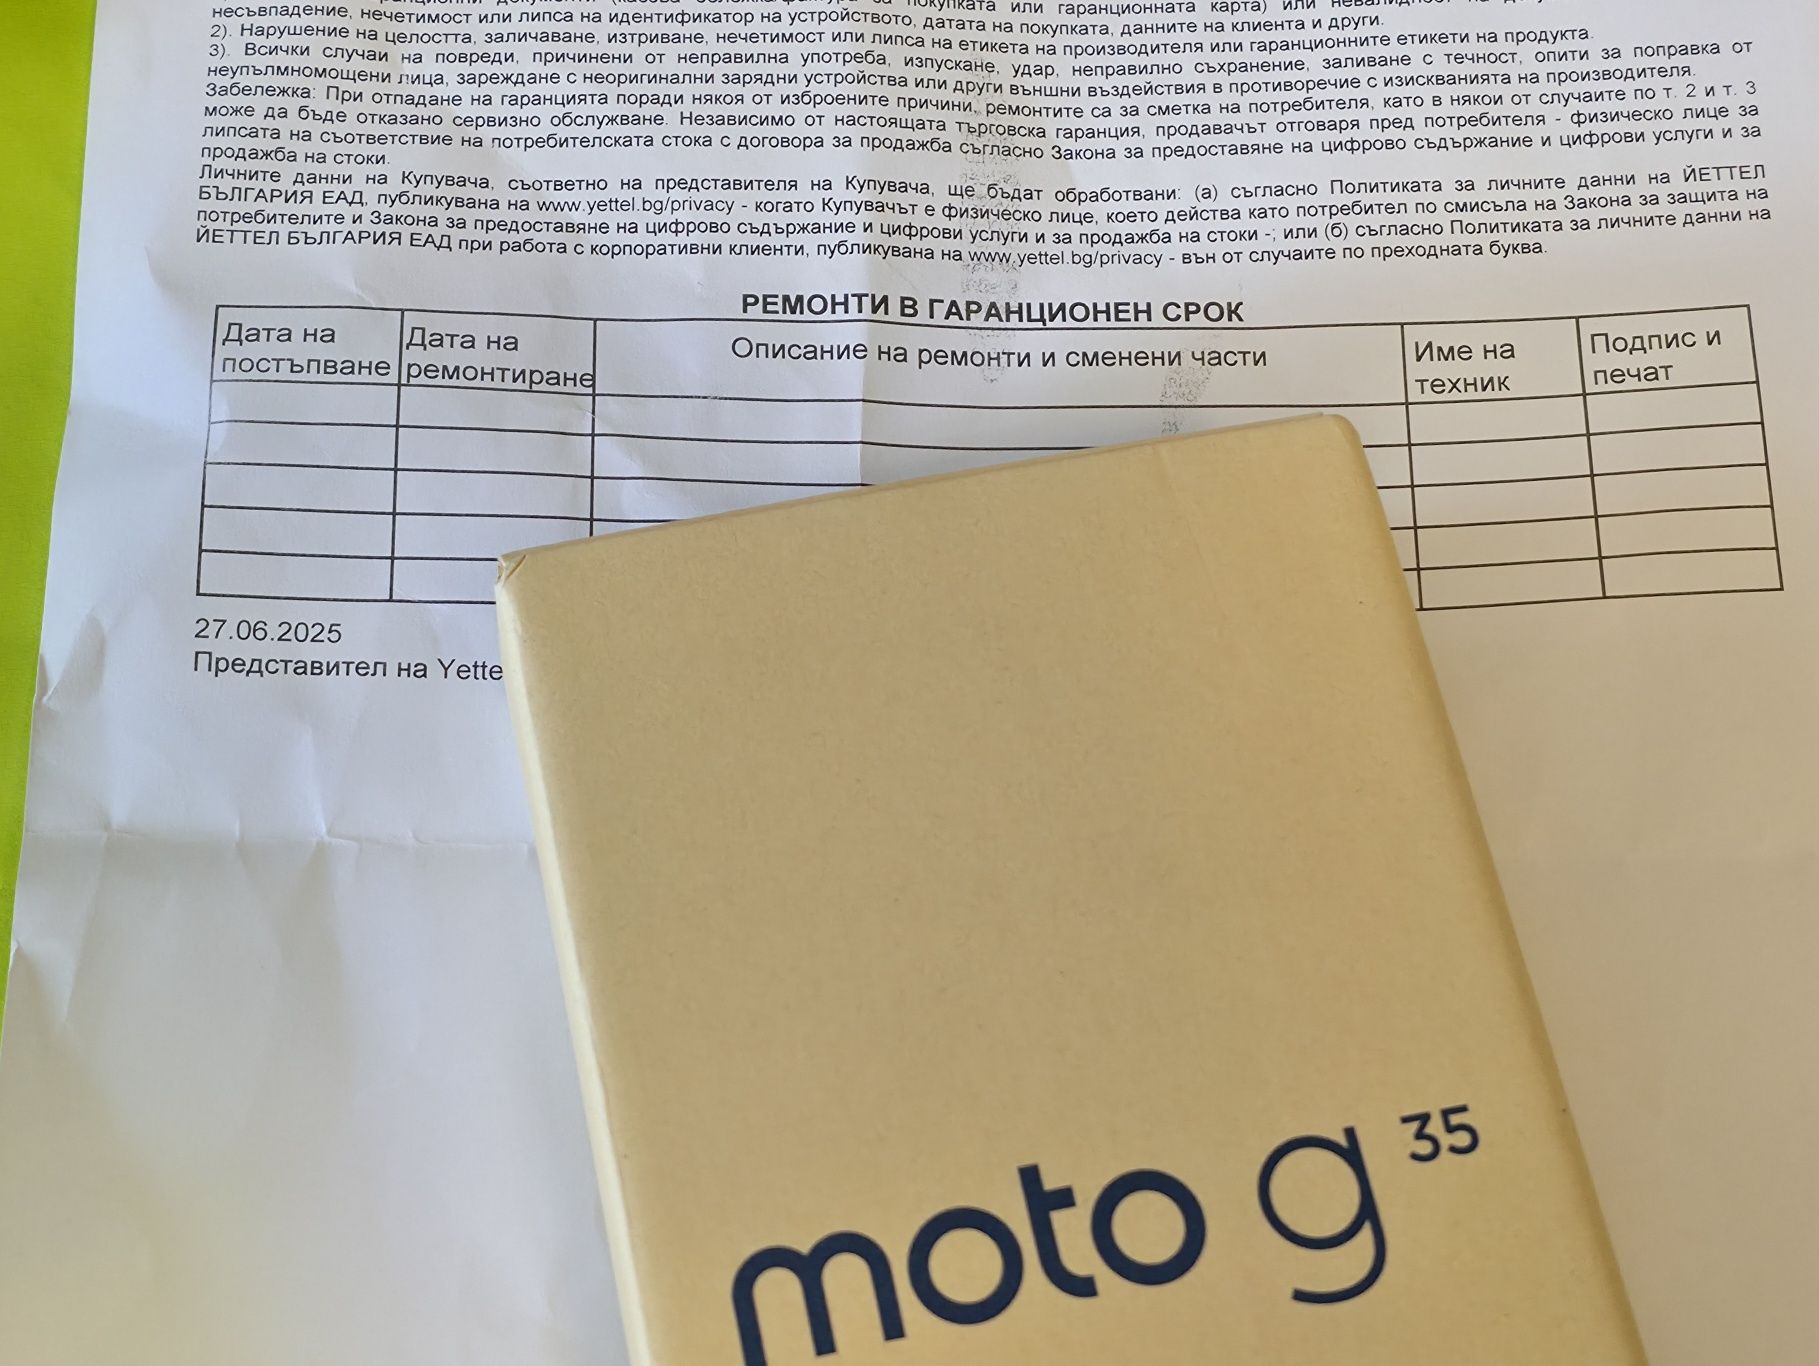 покупката или гаранционната карта) или
несъвпадение, нечетимост или липса на идентификатор на устройството, датата на покупката, данните на клиента и други.
2). Нарушение на целостта, заличаване, изтриване, нечетимост или липса на етикета на производителя или гаранционните етикети на продукта.
3). Всички случаи на повреди, причинени от неправилна употреба, изпускане, удар, неправилно съхранение, заливане с течност, опити за поправка от
неупълмномощени лица, зареждане с неоригинални зарядни устройства или други външни въздействия в противоречие с изискванията на производителя.
Забележка: При отпадане на гаранцията поради някоя от изброените причини, ремонтите са за сметка на потребителя, като в някои от случаите по т. 2 и т. 3
може да бъде отказано сервизно обслужване. Независимо от настоящата търговска гаранция, продавачът отговаря пред потребителя - физическо лице за
липсата на съответствие на потребителската стока с договора за продажба съгласно Закона за предоставяне на цифрово съдържание и цифрови услуги и за
продажба на стоки.
Личните данни на Купувача, съответно на представителя на Купувача, ще бъдат обработвани: (а) съгласно Политиката за личните данни на ЙЕТТЕЛ
БЪЛГАРИЯ ЕАД, публикувана на www.yettel.bg/privacy - когато Купувачът е физическо лице, което действа като потребител по смисъла на Закона за защита на
потребителите и Закона за предоставяне на цифрово съдържание и цифрови услуги и за продажба на стоки -; или (б) съгласно Политиката за личните данни на
ЙЕТТЕЛ БЪЛГАРИЯ ЕАД при работа с корпоративни клиенти, публикувана на www.yettel.bg/privacy - вън от случаите по преходната буква.
РЕМОНТИ В ГАРАНЦИОНЕН СРОК
Дата на
постъпване
Дата на
ремонтиране
Описание на ремонти и сменени части
Име на
техник
Подпис и
печат
27.06.2025
Представител на Yette
moto g 35